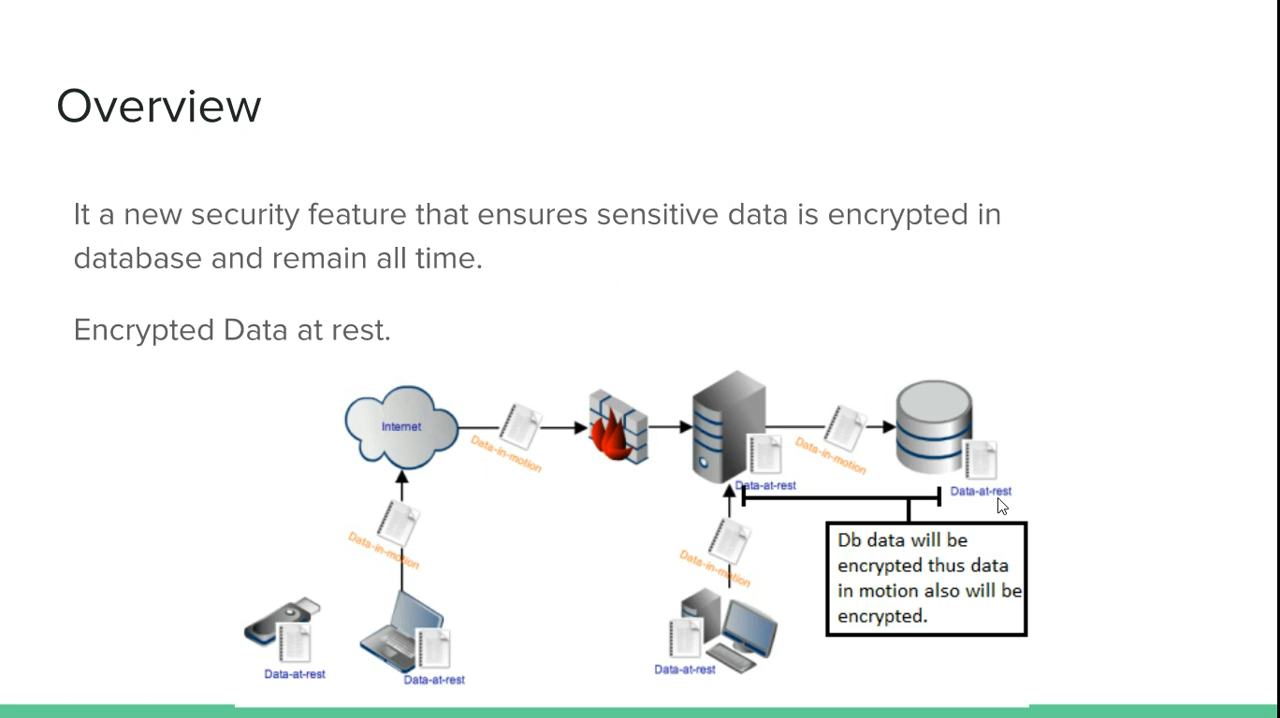 Overview
It a new security feature that ensures sensitive data is encrypted in
database and remain all time.
Encrypted Data at rest.
Internet
Data-in-motion
Data-in-motion
Data-at-rest
Data-at-rest
Data-in-motion
Data-in-motion
Db data will be
encrypted thus data
in motion also will be
encrypted.
Data-at-rest
Data-at-rest
Data-at-rest